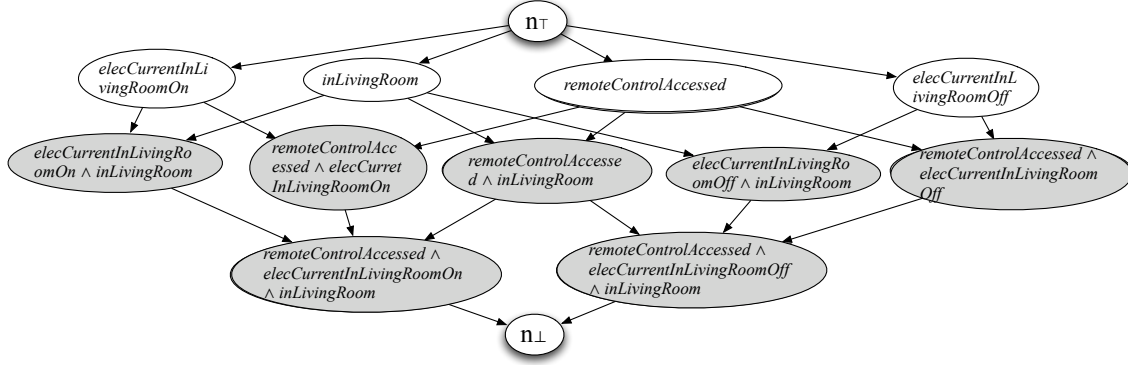 n⊤
elecCurrentInLi
vingRoomOn
inLivingRoom
remoteControlAccessed
elecCurrentInL
ivingRoomOff
elecCurrentInLivingRo
omOn ∧ inLivingRoom
remoteControlAcc
essed ∧ elecCurret
InLivingRoomOn
remoteControlAccesse
d ∧ inLivingRoom
elecCurrentInLivingRo
omOff ∧ inLivingRoom
remoteControlAccessed ∧
elecCurrentInLivingRoom
Off
remoteControlAccessed ∧
elecCurrentInLivingRoomOn
∧ inLivingRoom
remoteControlAccessed ∧
elecCurrentInLivingRoomOff
∧ inLivingRoom
n⊥